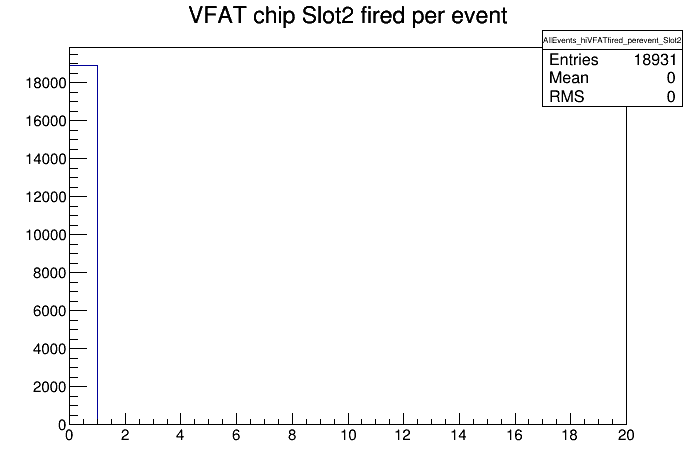 VFAT chip Slot2 fired per event
AllEvents_hiVFATfired_perevent_Slot2
Entries 18931
Mean 0
RMS 0
18000
16000
14000
12000
10000
8000
6000
4000
2000
0
0 2 4 6 8 10 12 14 16 18 20